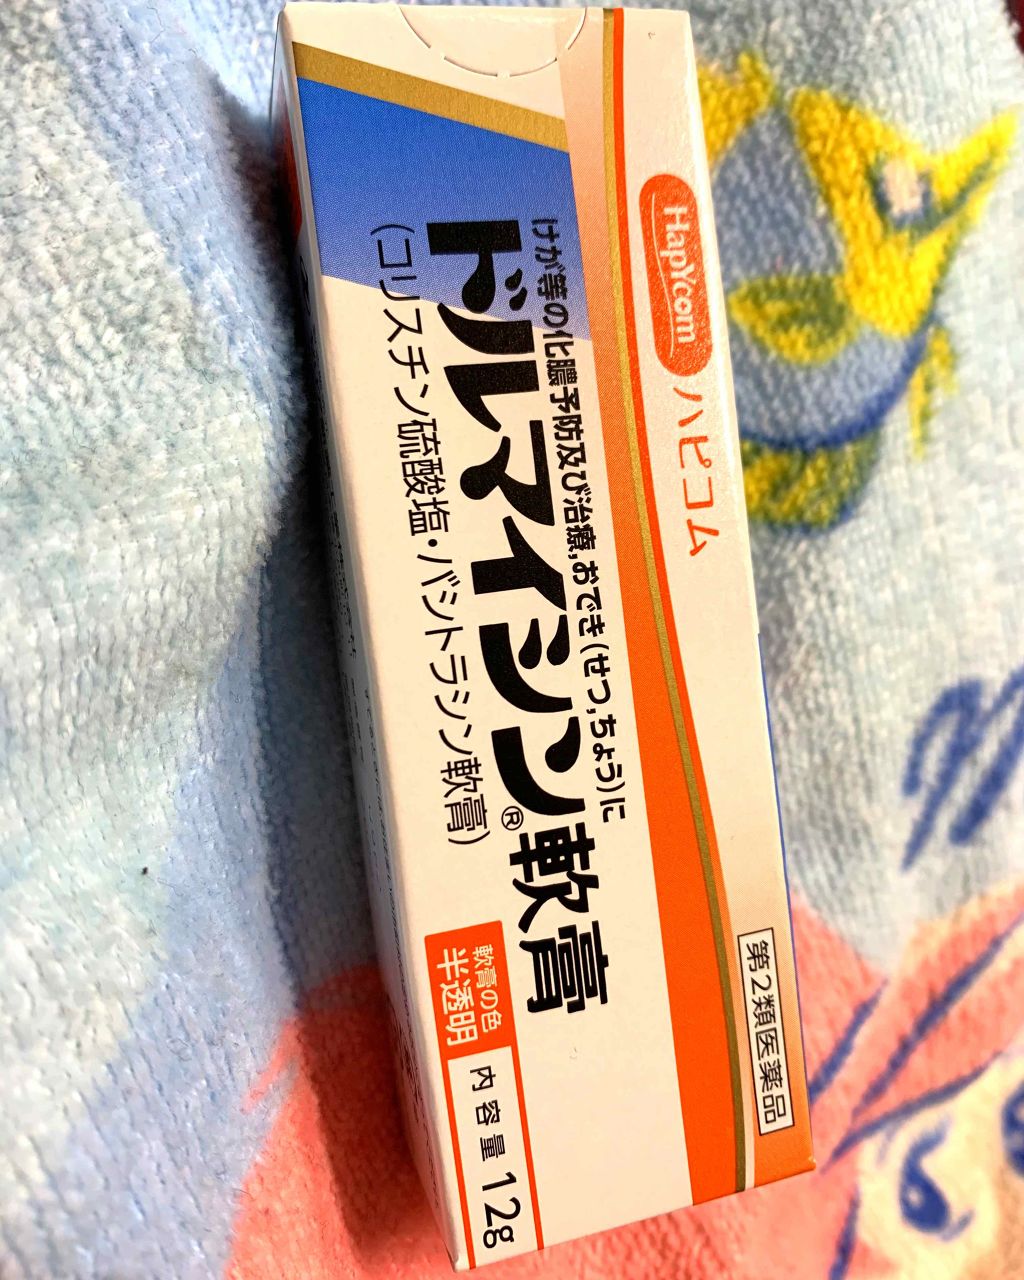 HapYcom ハピコム
第2類医薬品
けが等の化膿予防及び治療,おでき(せつ,ちょう)に
ドルマイシン®軟膏
(コリスチン硫酸塩・バシトラシン軟膏)
軟膏の色
半透明
内容量 12g